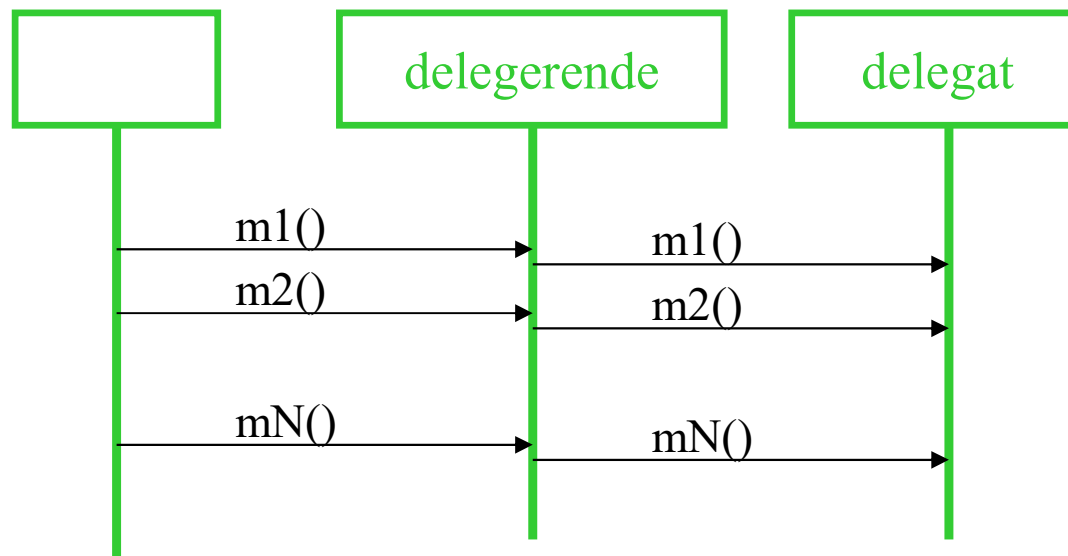 delegerende
delegat
m1()
m1()
m2()
m2()
mN()
mN()